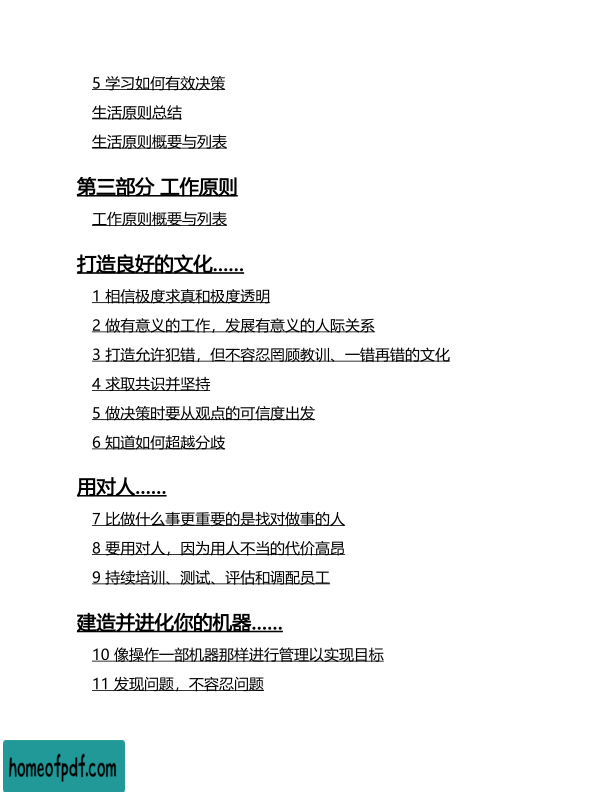 5 学习如何有效决策
生活原则总结
生活原则概要与列表
第三部分 工作原则
工作原则概要与列表
打造良好的文化……
1 相信极度求真和极度透明
2 做有意义的工作，发展有意义的人际关系
3 打造允许犯错，但不容忍罔顾教训、一错再错的文化
4 求取共识并坚持
5 做决策时要从观点的可信度出发
6 知道如何超越分歧
用对人……
7 比做什么事更重要的是找对做事的人
8 要用对人，因为用人不当的代价高昂
9 持续培训、测试、评估和调配员工
建造并进化你的机器……
10 像操作一部机器那样进行管理以实现目标
11 发现问题，不容忍问题
homeofpdf.com